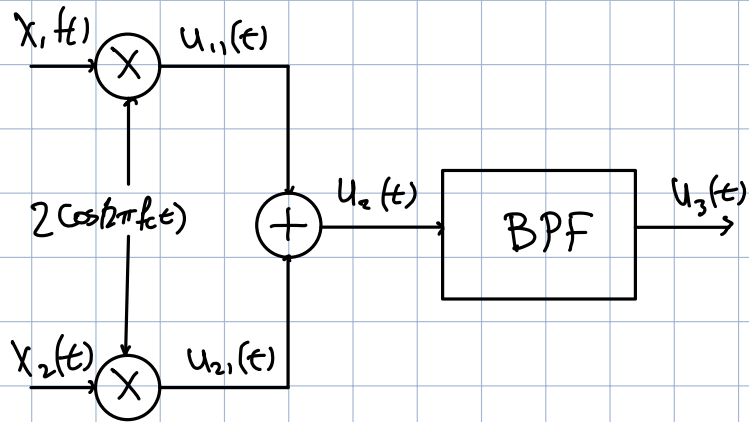 X₁(t)
u₁₁(t)
2cos(2πfct)
u₂(t)
BPF
u₃(t)
X₂(t)
u₂₁(t)